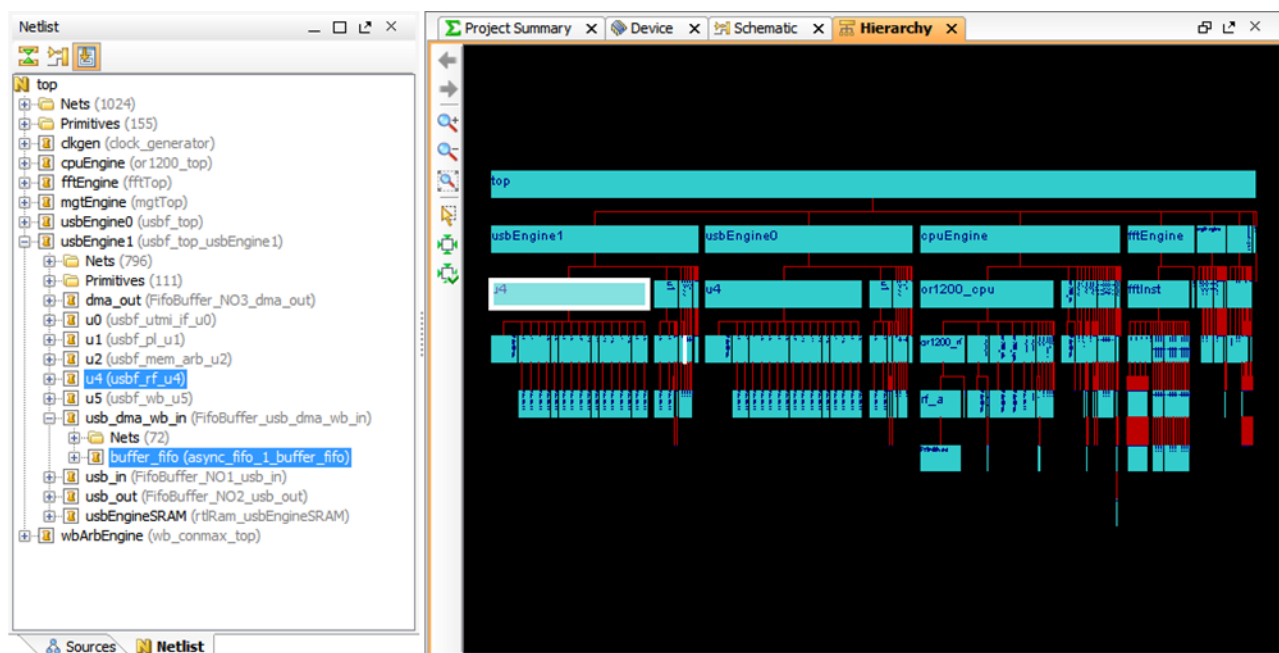 Netlist
Project Summary
Device
Schematic
Hierarchy
top
Nets (1024)
Primitives (155)
clkgen (clock_generator)
cpuEngine (or1200_top)
fftEngine (fftTop)
mgtEngine (mgtTop)
usbEngine0 (usbf_top)
usbEngine1 (usbf_top_usbEngine1)
Nets (796)
Primitives (111)
dma_out (FifoBuffer_NO3_dma_out)
u0 (usbf_utmi_if_u0)
u1 (usbf_pl_u1)
u2 (usbf_mem_arb_u2)
u4 (usbf_rf_u4)
u5 (usbf_wb_u5)
usb_dma_wb_in (FifoBuffer_usb_dma_wb_in)
Nets (72)
buffer_fifo (async_fifo_1_buffer_fifo)
usb_in (FifoBuffer_NO1_usb_in)
usb_out (FifoBuffer_NO2_usb_out)
usbEngineSRAM (rtlRam_usbEngineSRAM)
wbArbEngine (wb_conmax_top)
Sources
Netlist
top
usbEngine1
usbEngine0
cpuEngine
fftEngine
u4
u4
or1200_cpu
fftInst
or1200_rf
rf_a